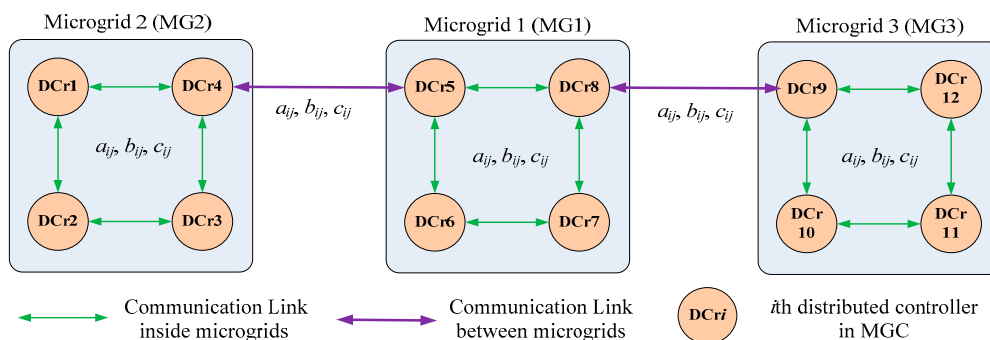 Microgrid 2 (MG2)
Microgrid 1 (MG1)
Microgrid 3 (MG3)
DCr1
DCr4
DCr5
DCr8
DCr9
DCr
12
aij, bij, cij
aij, bij, cij
aij, bij, cij
aij, bij, cij
aij, bij, cij
DCr2
DCr3
DCr6
DCr7
DCr
10
DCr
11
Communication Link
inside microgrids
Communication Link
between microgrids
DCri
ith distributed controller
in MGC